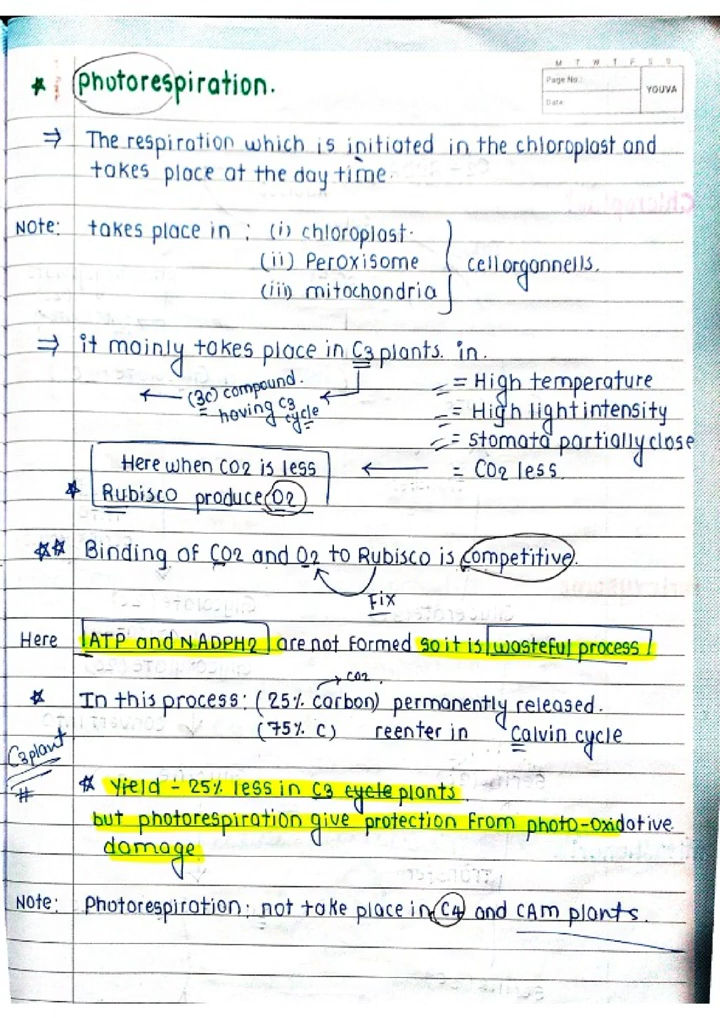 M T W T F S S
Page No.:
Date:
YOUVA
* Photorespiration.
⇒ The respiration which is initiated in the chloroplast and
takes place at the day time.
Note: takes place in : (i) chloroplast.
(ii) Peroxisome
(iii) mitochondria
cell organnells.
⇒ it mainly takes place in C3 plants. in.
← (3C) compound.
having C3
cycle
= High temperature
= High light intensity
= stomata partially close
= CO2 less.
Here when CO2 is less ←
* Rubisco produce O2
** Binding of CO2 and O2 to Rubisco is competitive.
Fix
Here ATP and NADPH2 are not formed so it is wasteful process
→ CO2.
* In this process: (25% carbon) permanently released.
(75% C) reenter in Calvin cycle
C3 plant
#
* Yield - 25% less in C3 cycle plants.
but photorespiration give protection from photo-oxidative
damage
Note: Photorespiration: not take place in C4 and CAM plants.